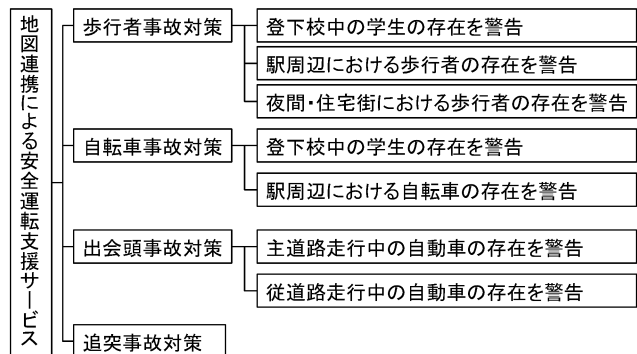 地図連携による安全運転支援サービス
歩行者事故対策
登下校中の学生の存在を警告
駅周辺における歩行者の存在を警告
夜間・住宅街における歩行者の存在を警告
自転車事故対策
登下校中の学生の存在を警告
駅周辺における自転車の存在を警告
出会頭事故対策
主道路走行中の自動車の存在を警告
従道路走行中の自動車の存在を警告
追突事故対策